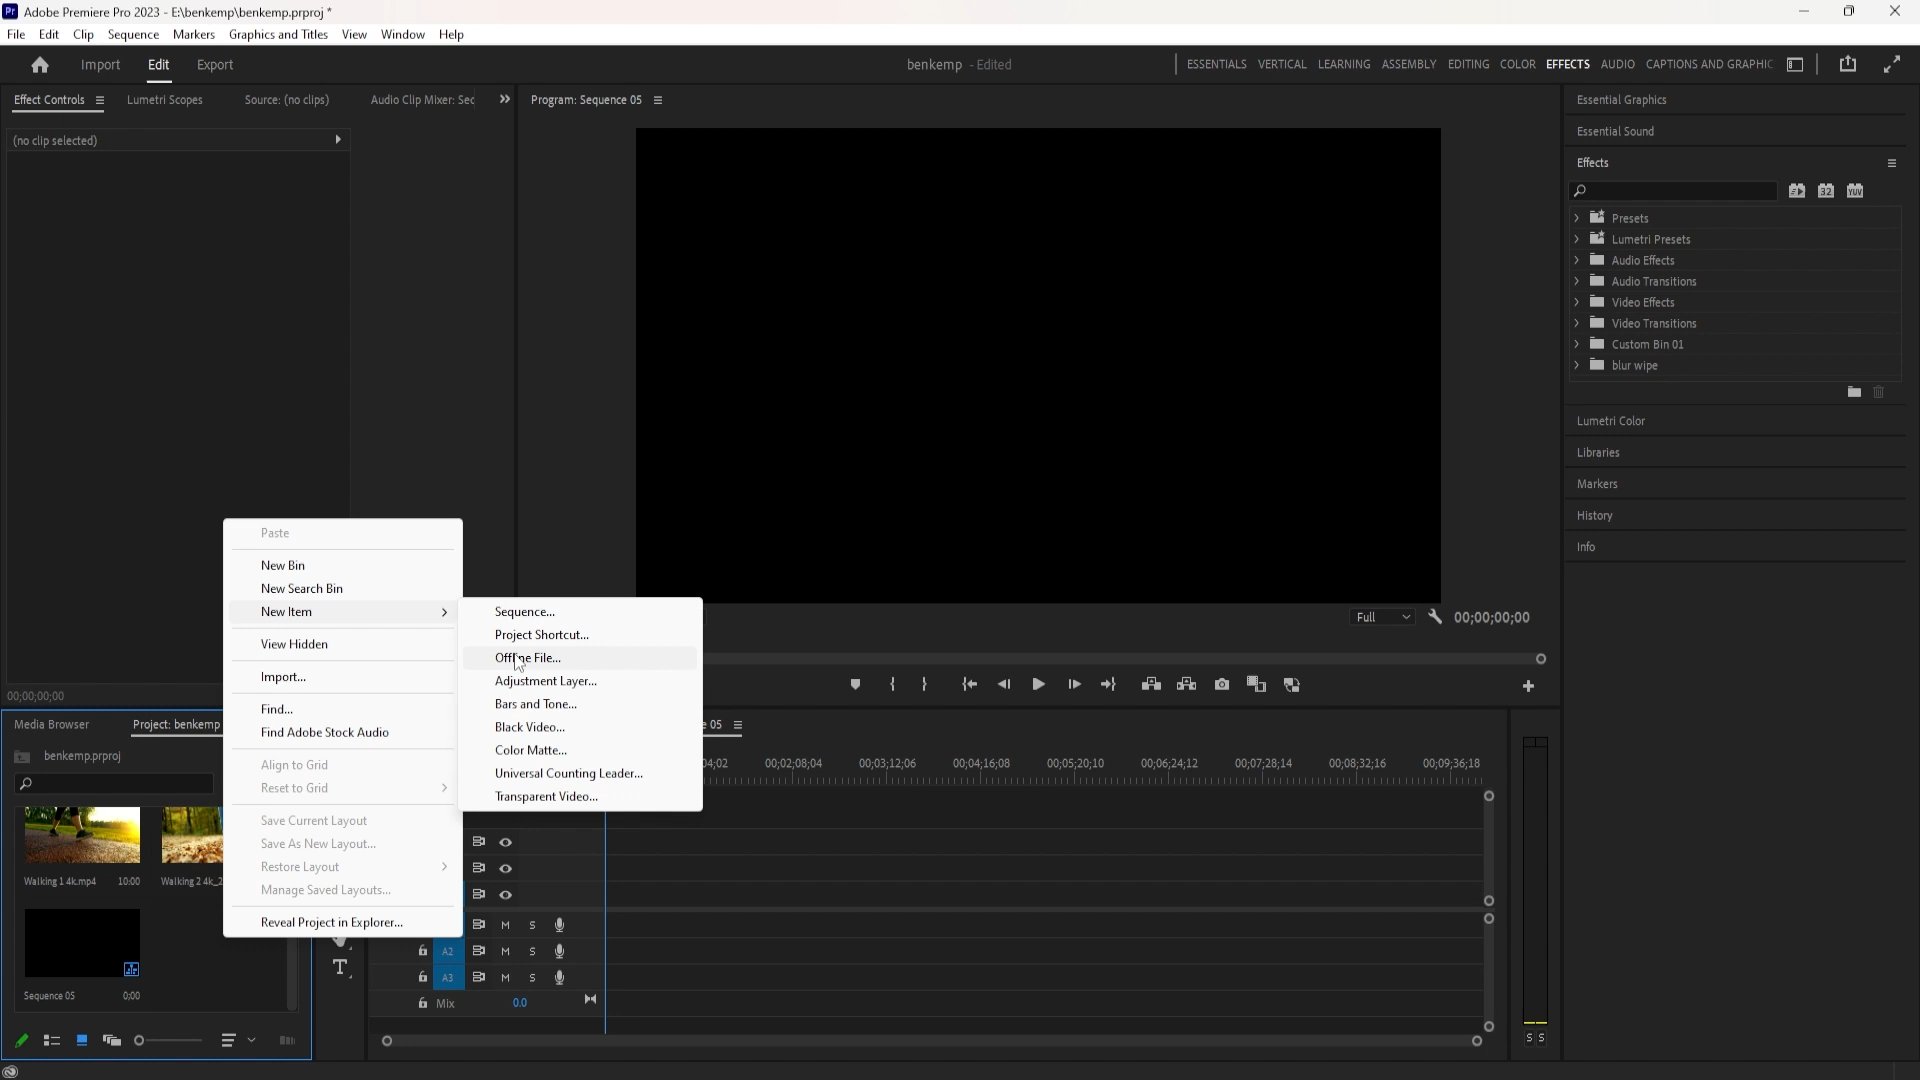 Pr Adobe Premiere Pro 2023 - E:\benkemp\benkemp.prproj *
File Edit Clip Sequence Markers Graphics and Titles View Window Help
Import Edit Export benkemp - Edited ESSENTIALS VERTICAL LEARNING ASSEMBLY EDITING COLOR EFFECTS AUDIO CAPTIONS AND GRAPHIC
Effect Controls Lumetri Scopes Source: (no clips) Audio Clip Mixer: Sec Program: Sequence 05
(no clip selected)
Essential Graphics
Essential Sound
Effects
32 YUV
Presets
Lumetri Presets
Audio Effects
Audio Transitions
Video Effects
Video Transitions
Custom Bin 01
blur wipe
Lumetri Color
Libraries
Markers
History
Info
Paste
New Bin
New Search Bin
New Item
View Hidden
Import...
Find...
Find Adobe Stock Audio
Align to Grid
Reset to Grid
Save Current Layout
Save As New Layout...
Restore Layout
Manage Saved Layouts...
Reveal Project in Explorer...
Sequence...
Project Shortcut...
Offline File...
Adjustment Layer...
Bars and Tone...
Black Video...
Color Matte...
Universal Counting Leader...
Transparent Video...
Full 00;00;00;00
00;00;00;00
Media Browser Project: benkemp
benkemp.prproj
Walking 1 4k.mp4 10:00 Walking 2 4k_2
Sequence 05 0;00
05
04;02 00;02;08;04 00;03;12;06 00;04;16;08 00;05;20;10 00;06;24;12 00;07;28;14 00;08;32;16 00;09;36;18
M S
A2 M S
A3 M S
Mix 0.0
T
S S